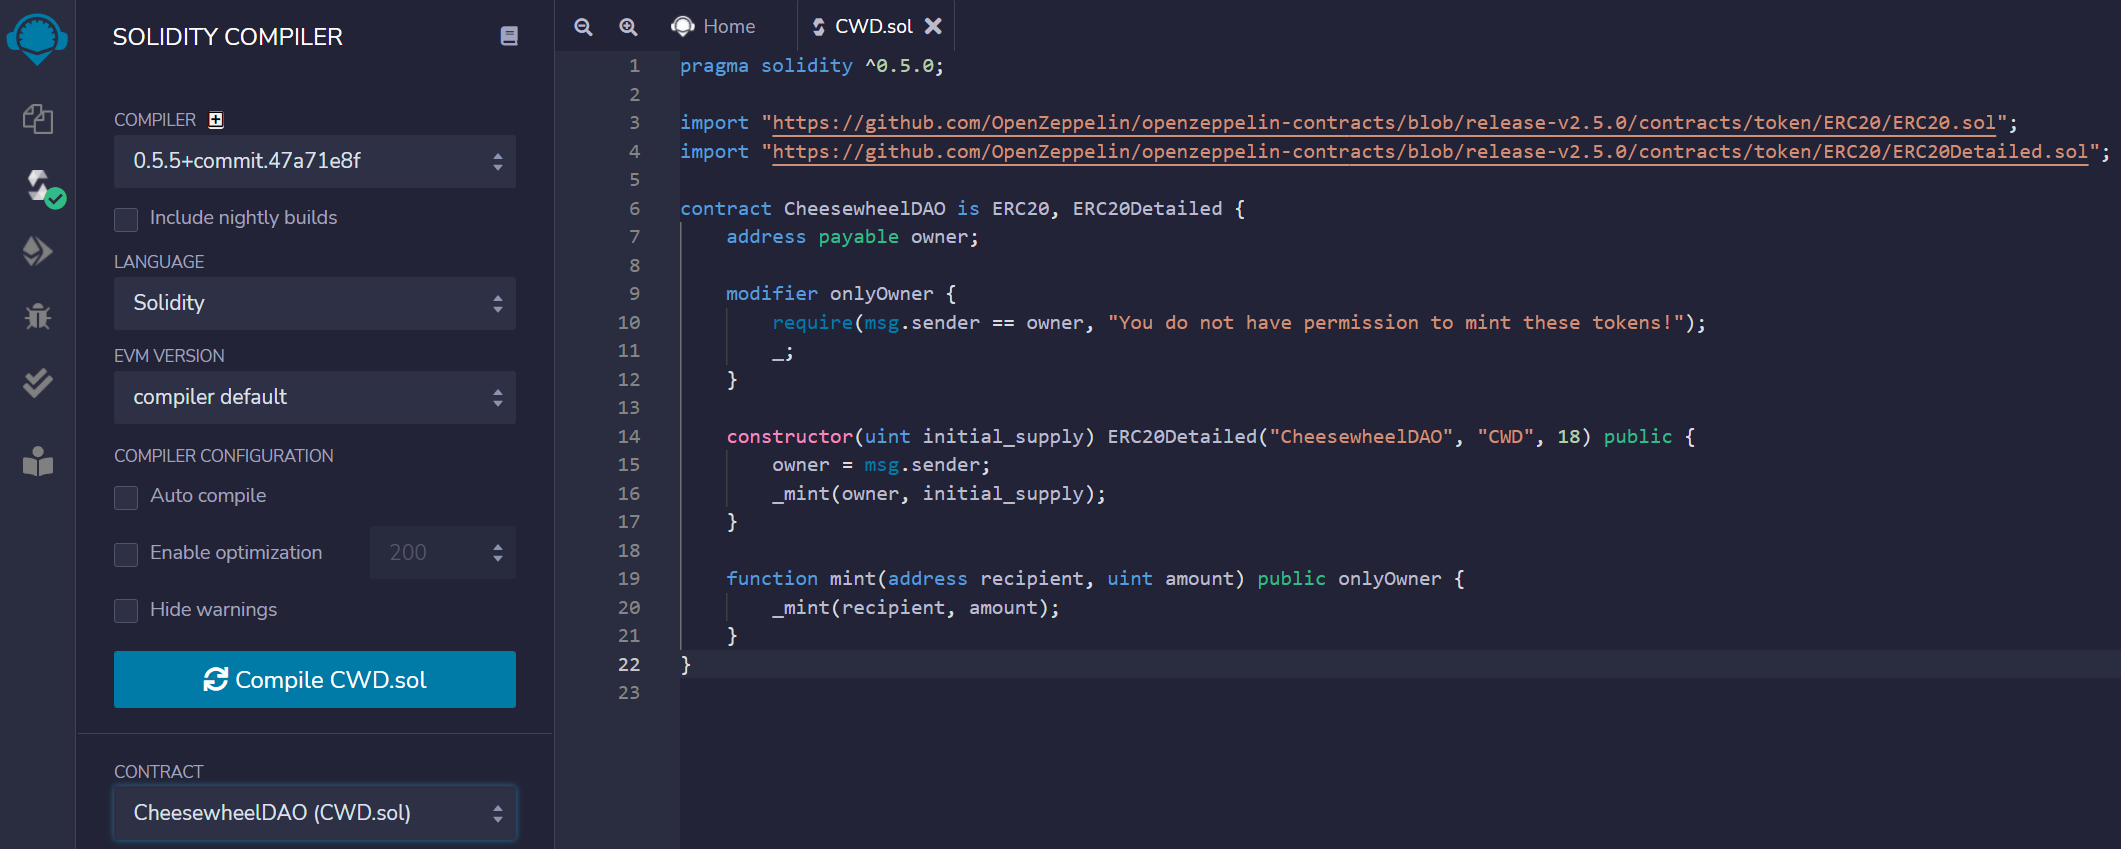 SOLIDITY COMPILER
COMPILER
0.5.5+commit.47a71e8f
Include nightly builds
LANGUAGE
Solidity
EVM VERSION
compiler default
COMPILER CONFIGURATION
Auto compile
Enable optimization 200
Hide warnings
Compile CWD.sol
CONTRACT
CheesewheelDAO (CWD.sol)
Home CWD.sol
1 pragma solidity ^0.5.0;
2
3 import "https://github.com/OpenZeppelin/openzeppelin-contracts/blob/release-v2.5.0/contracts/token/ERC20/ERC20.sol";
4 import "https://github.com/OpenZeppelin/openzeppelin-contracts/blob/release-v2.5.0/contracts/token/ERC20/ERC20Detailed.sol";
5
6 contract CheesewheelDAO is ERC20, ERC20Detailed {
7 address payable owner;
8
9 modifier onlyOwner {
10 require(msg.sender == owner, "You do not have permission to mint these tokens!");
11 _;
12 }
13
14 constructor(uint initial_supply) ERC20Detailed("CheesewheelDAO", "CWD", 18) public {
15 owner = msg.sender;
16 _mint(owner, initial_supply);
17 }
18
19 function mint(address recipient, uint amount) public onlyOwner {
20 _mint(recipient, amount);
21 }
22 }
23